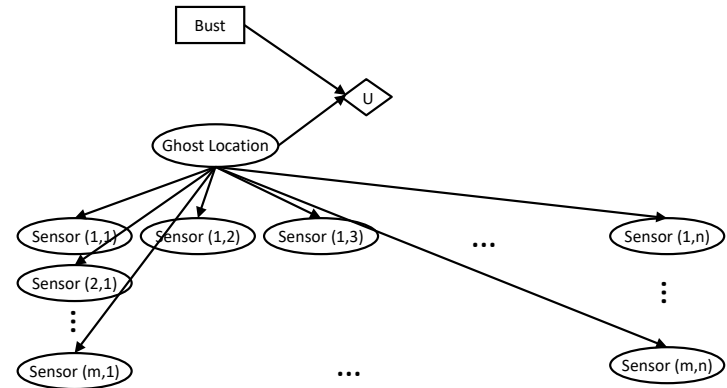 Bust
U
Ghost Location
Sensor (1,1) Sensor (1,2) Sensor (1,3) ... Sensor (1,n)
Sensor (2,1)
⋮ ⋮
Sensor (m,1) ... Sensor (m,n)